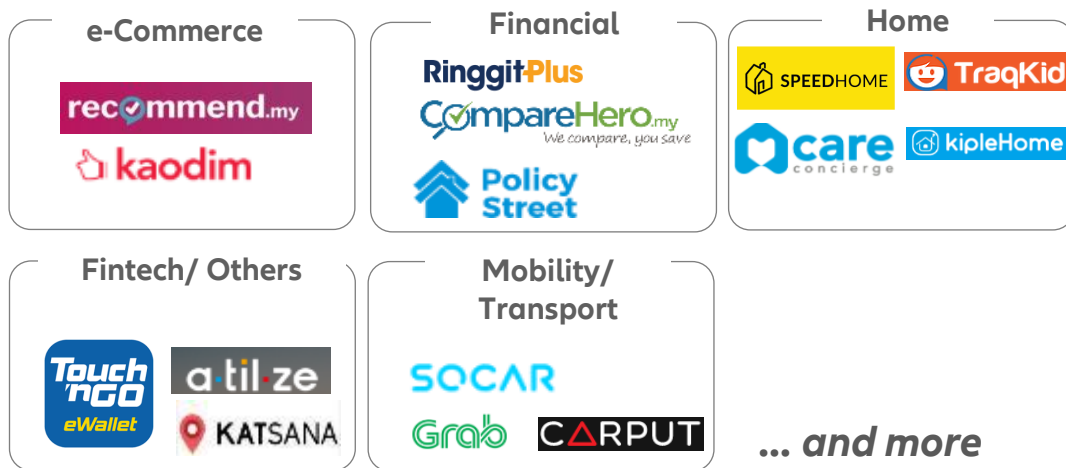 e-Commerce
recommend.my
kaodim
Financial
RinggitPlus
CompareHero.my
We compare, you save
Policy
Street
Home
SPEEDHOME
TraqKid
care
concierge
kipleHome
Fintech/ Others
Touch
'nGO
eWallet
a·til·ze
KATSANA
Mobility/
Transport
SOCAR
Grab
CARPUT
... and more